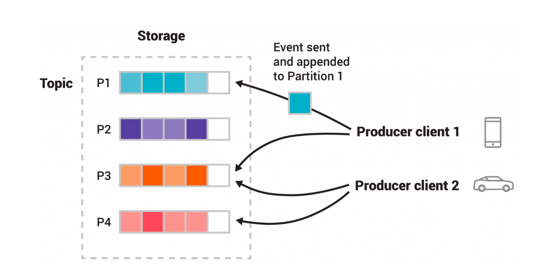 Storage
Event sent
and appended
to Partition 1
Topic
P1
P2
Producer client 1
P3
Producer client 2
P4